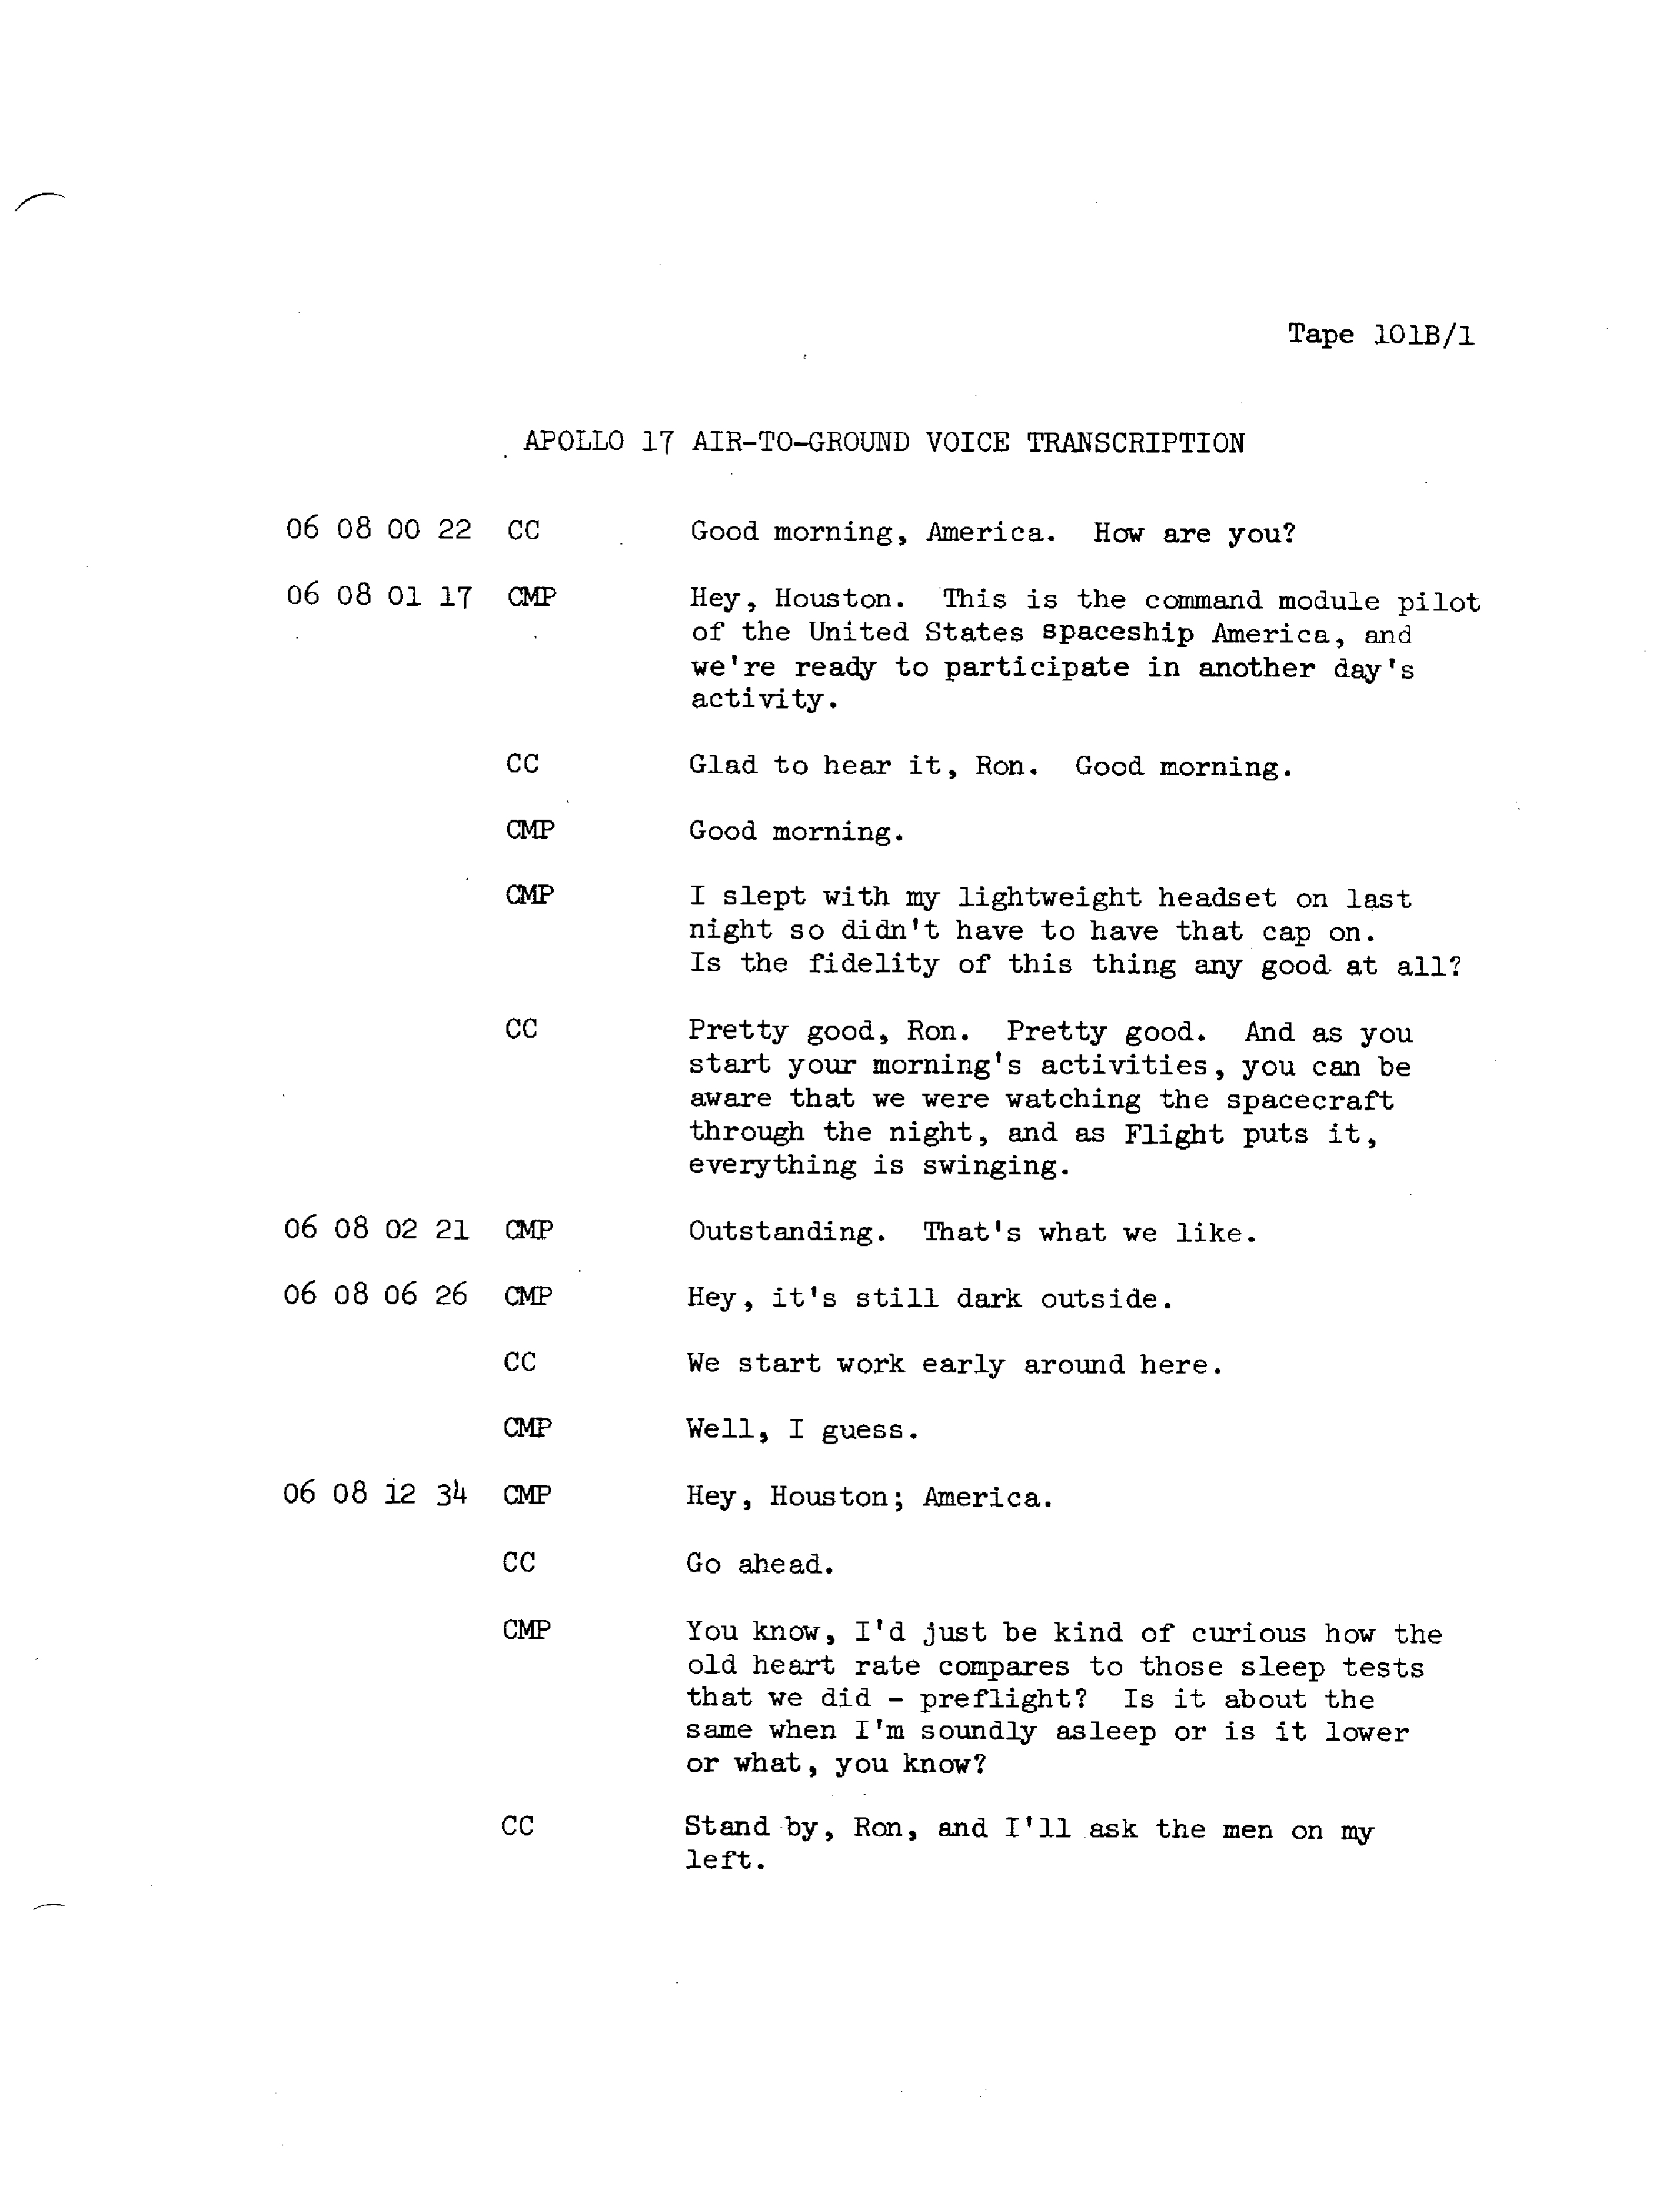 Tape 101B/1
APOLLO 17 AIR-TO-GROUND VOICE TRANSCRIPTION
06 08 00 22 CC Good morning, America. How are you?
06 08 01 17 CMP Hey, Houston. This is the command module pilot
of the United States spaceship America, and
we're ready to participate in another day's
activity.
CC Glad to hear it, Ron. Good morning.
CMP Good morning.
CMP I slept with my lightweight headset on last
night so didn't have to have that cap on.
Is the fidelity of this thing any good at all?
CC Pretty good, Ron. Pretty good. And as you
start your morning's activities, you can be
aware that we were watching the spacecraft
through the night, and as Flight puts it,
everything is swinging.
06 08 02 21 CMP Outstanding. That's what we like.
06 08 06 26 CMP Hey, it's still dark outside.
CC We start work early around here.
CMP Well, I guess.
06 08 12 34 CMP Hey, Houston; America.
CC Go ahead.
CMP You know, I'd just be kind of curious how the
old heart rate compares to those sleep tests
that we did - preflight? Is it about the
same when I'm soundly asleep or is it lower
or what, you know?
CC Stand by, Ron, and I'll ask the men on my
left.